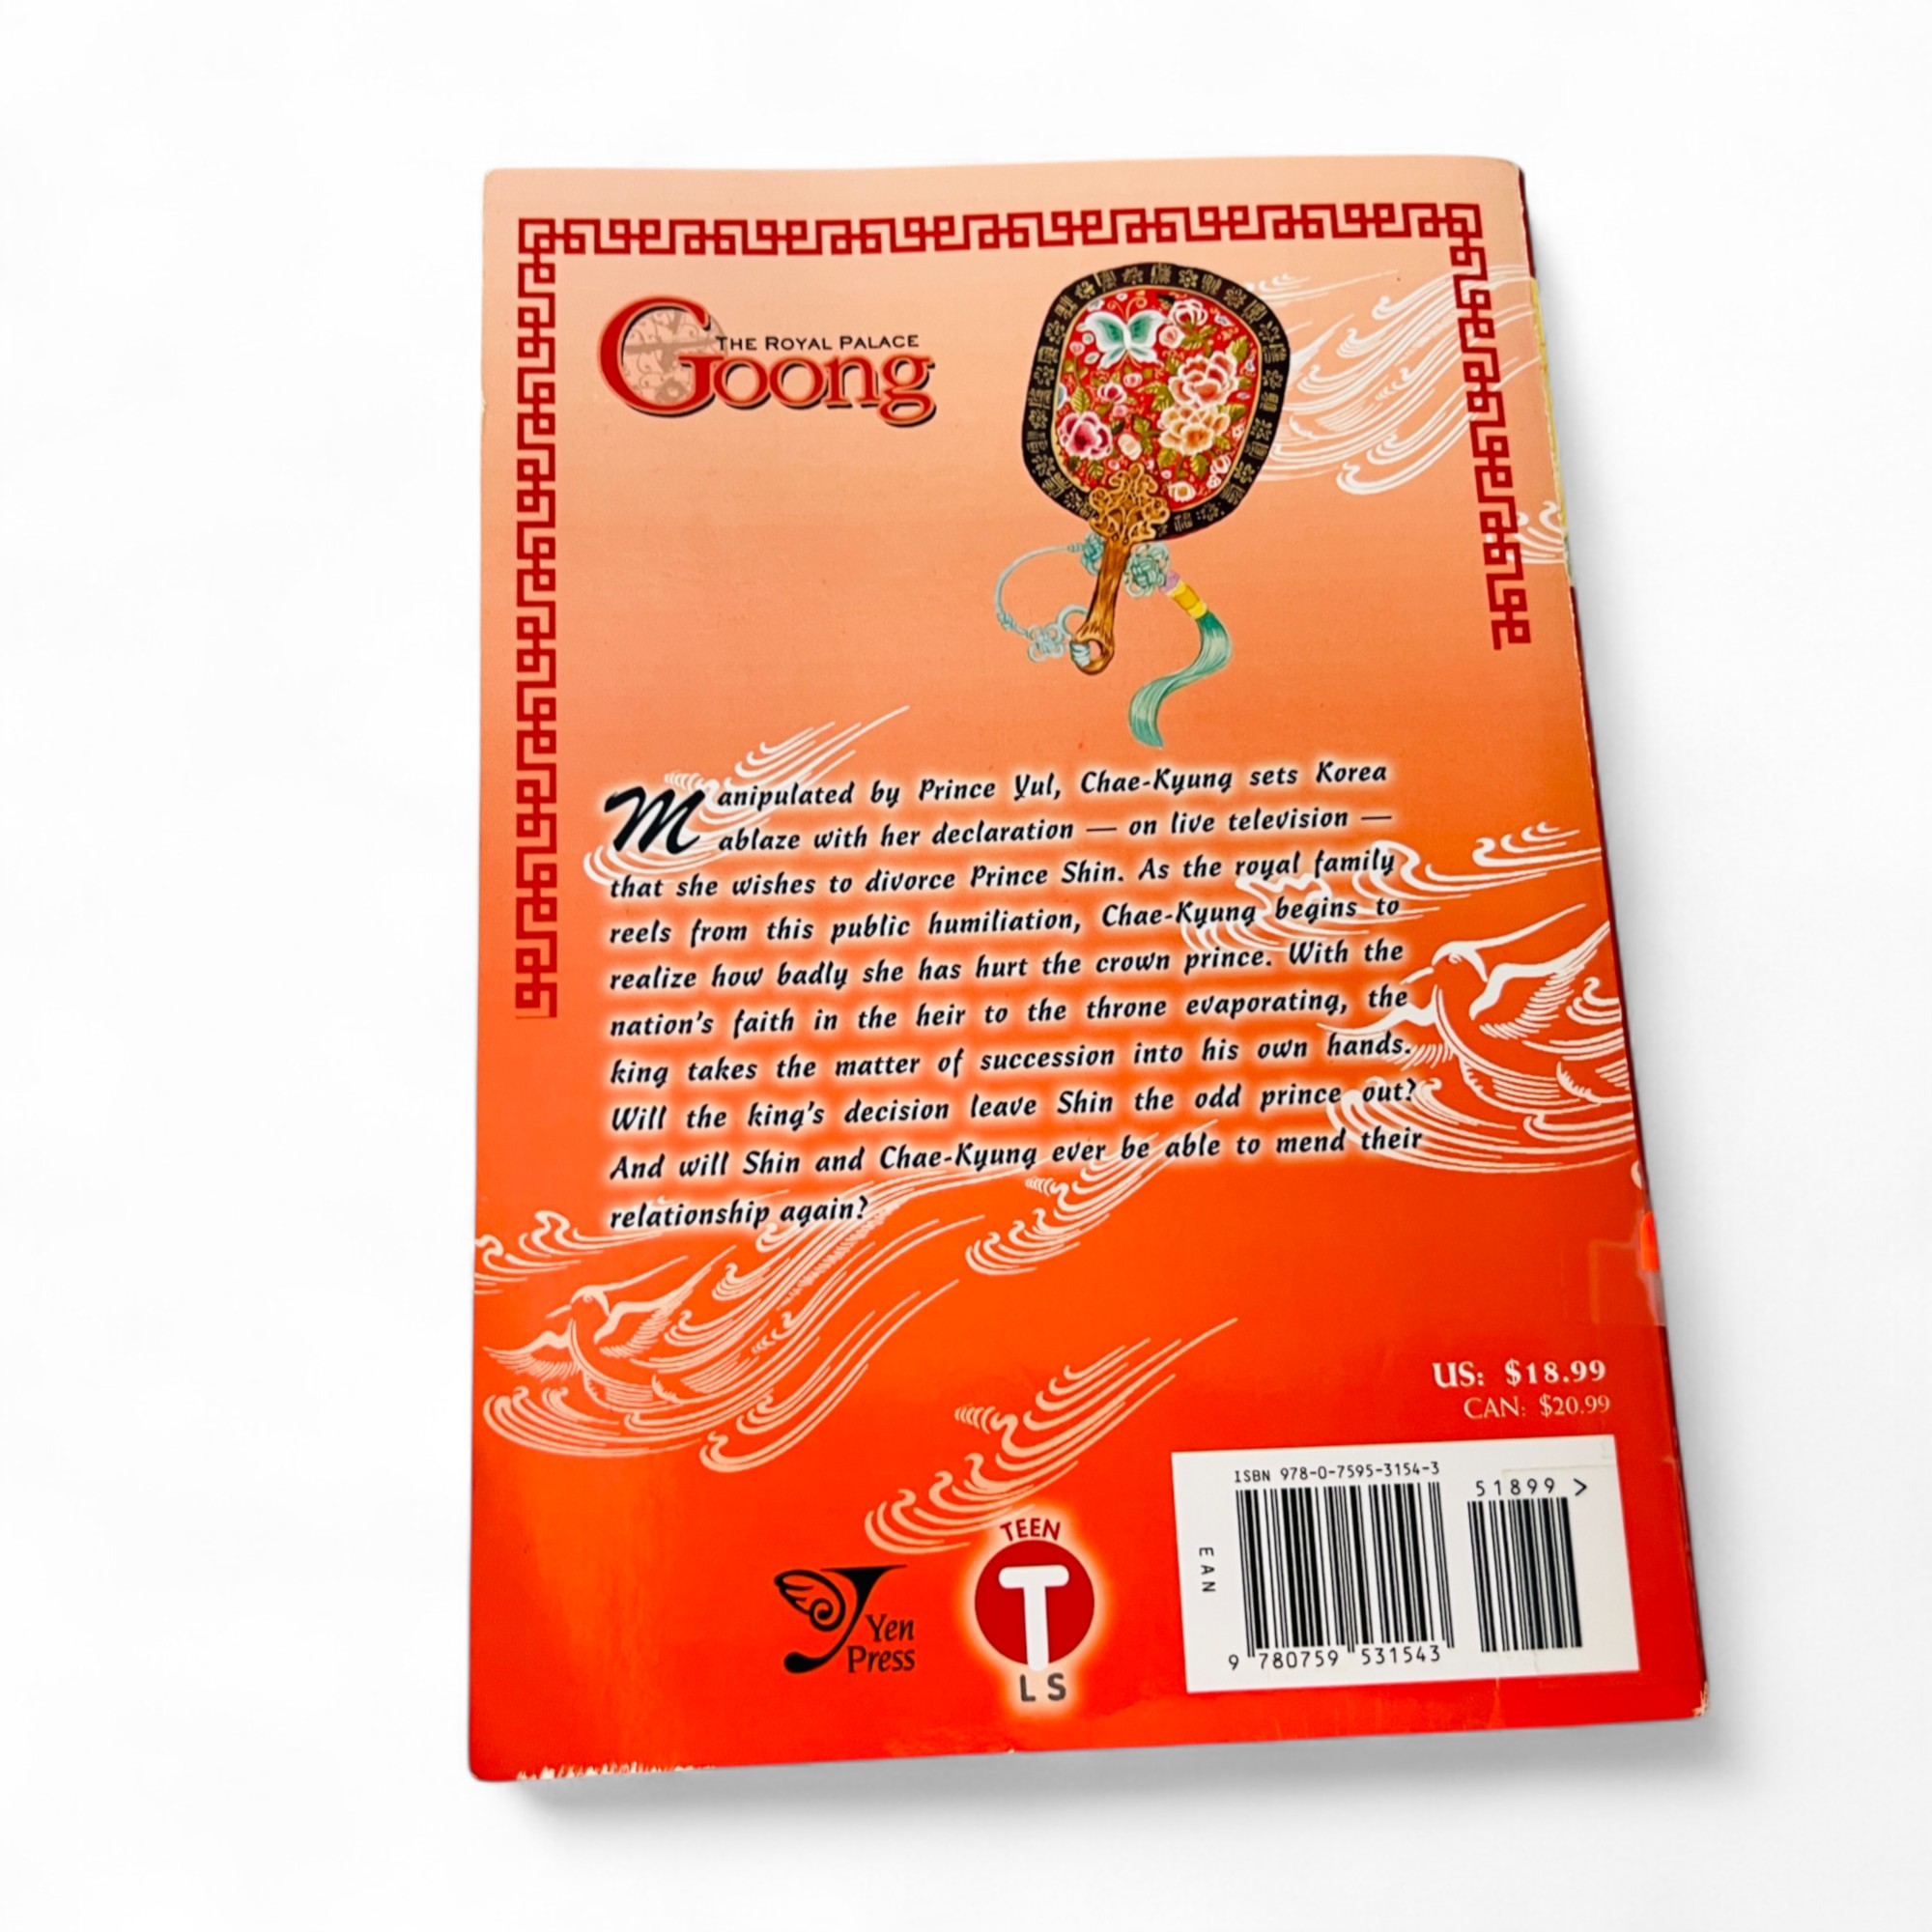 THE ROYAL PALACE
Goong
Manipulated by Prince Yul, Chae-Kyung sets Korea
ablaze with her declaration — on live television —
that she wishes to divorce Prince Shin. As the royal family
reels from this public humiliation, Chae-Kyung begins to
realize how badly she has hurt the crown prince. With the
nation's faith in the heir to the throne evaporating, the
king takes the matter of succession into his own hands.
Will the king's decision leave Shin the odd prince out?
And will Shin and Chae-Kyung ever be able to mend their
relationship again?
US: $18.99
CAN: $20.99
ISBN 978-0-7595-3154-3
51899 >
EAN
9 780759 531543
Yen
Press
TEEN
T
LS